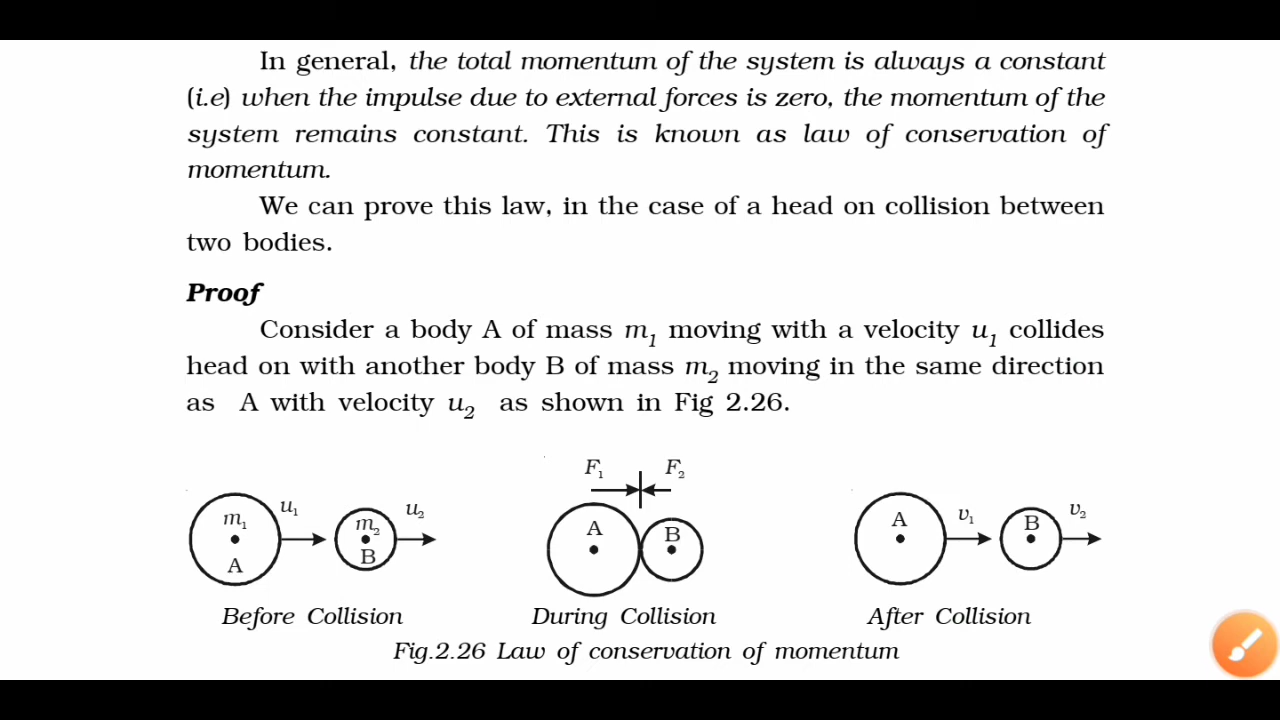 In general, the total momentum of the system is always a constant
(i.e) when the impulse due to external forces is zero, the momentum of the
system remains constant. This is known as law of conservation of
momentum.
We can prove this law, in the case of a head on collision between
two bodies.
Proof
Consider a body A of mass m₁ moving with a velocity u₁ collides
head on with another body B of mass m₂ moving in the same direction
as A with velocity u₂ as shown in Fig 2.26.
F₁ F₂
m₁ u₁ m₂ u₂ A B A v₁ B v₂
A B
Before Collision During Collision After Collision
Fig.2.26 Law of conservation of momentum